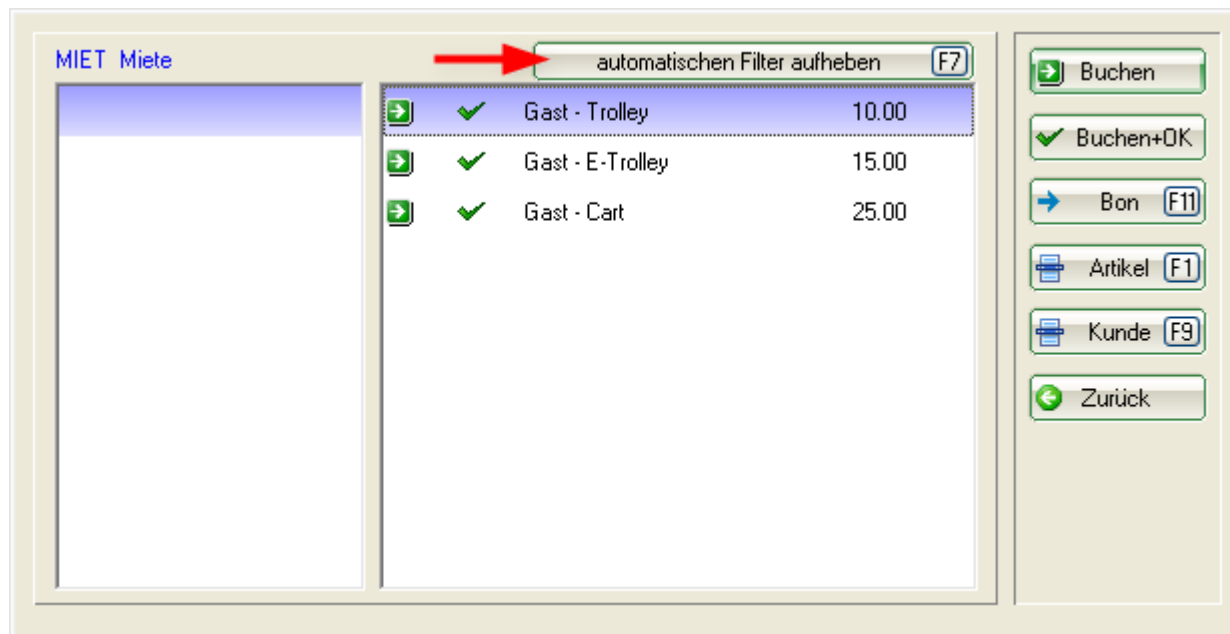 MIET Miete
automatischen Filter aufheben F7
Gast - Trolley 10.00
Gast - E-Trolley 15.00
Gast - Cart 25.00
Buchen
Buchen+OK
Bon F11
Artikel F1
Kunde F9
Zurück